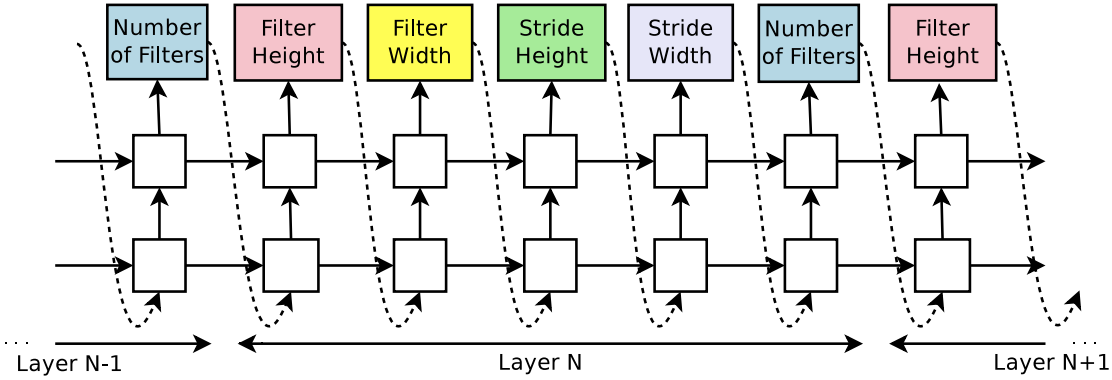 Number
of Filters
Filter
Height
Filter
Width
Stride
Height
Stride
Width
Number
of Filters
Filter
Height
. . .
Layer N-1
Layer N
. . .
Layer N+1